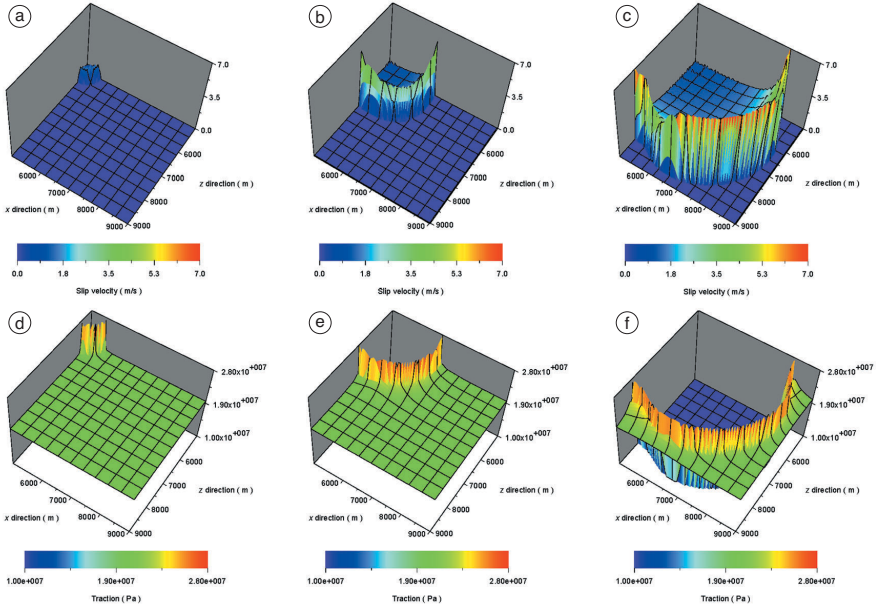 a
7.0
3.5
0.0
6000
7000
8000
9000
6000
7000
8000
9000
x direction ( m )
z direction ( m )
0.0 1.8 3.5 5.3 7.0
Slip velocity ( m/s )
b
7.0
3.5
0.0
6000
7000
8000
9000
6000
7000
8000
9000
x direction ( m )
z direction ( m )
0.0 1.8 3.5 5.3 7.0
Slip velocity ( m/s )
c
7.0
3.5
0.0
6000
7000
8000
9000
6000
7000
8000
9000
x direction ( m )
z direction ( m )
0.0 1.8 3.5 5.3 7.0
Slip velocity ( m/s )
d
2.80x10+007
1.90x10+007
1.00x10+007
6000
7000
8000
9000
6000
7000
8000
9000
x direction ( m )
z direction ( m )
1.00e+007 1.90e+007 2.80e+007
Traction ( Pa )
e
2.80x10+007
1.90x10+007
1.00x10+007
6000
7000
8000
9000
6000
7000
8000
9000
x direction ( m )
z direction ( m )
1.00e+007 1.90e+007 2.80e+007
Traction ( Pa )
f
2.80x10+007
1.90x10+007
1.00x10+007
6000
7000
8000
9000
6000
7000
8000
9000
x direction ( m )
z direction ( m )
1.00e+007 1.90e+007 2.80e+007
Traction ( Pa )